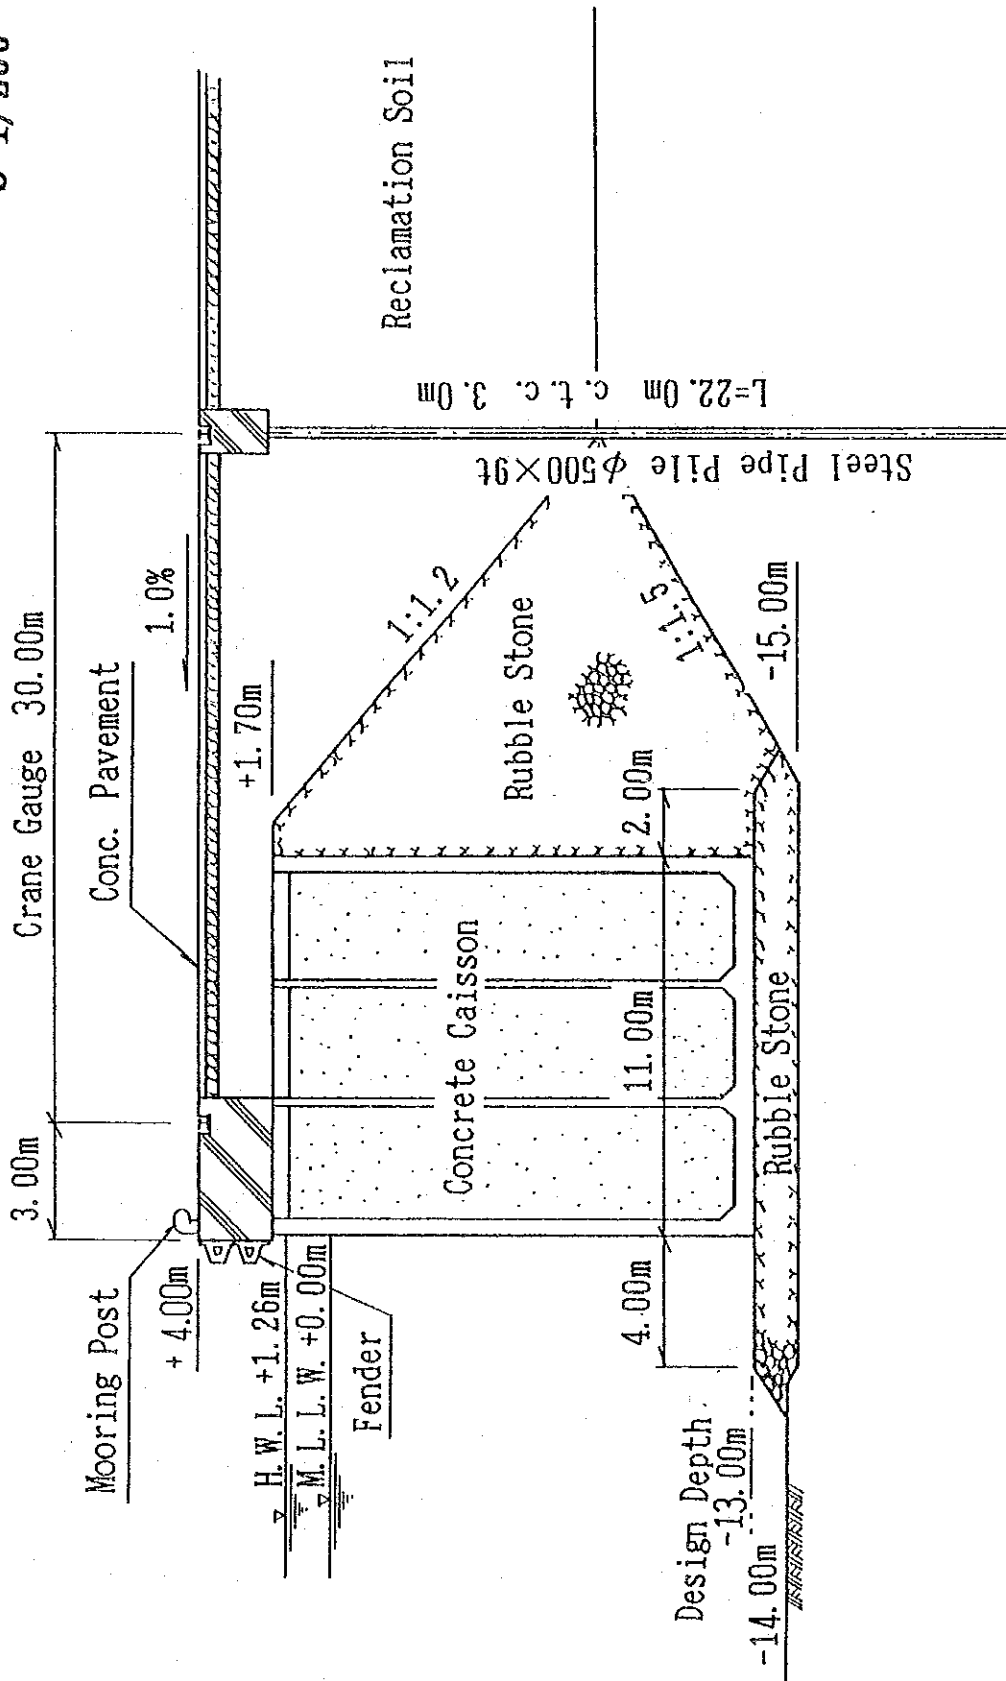 Crane Gauge 30.00m
3.00m
Mooring Post
Conc. Pavement
1.0%
+4.00m
+1.70m
H.W.L. +1.26m
M.L.L.W. +0.00m
Fender
Reclamation Soil
1:1.2
Rubble Stone
Concrete Caisson
Steel Pipe Pile φ500×9t
L=22.0m c.t.c. 3.0m
1:1.5
4.00m
11.00m
2.00m
Design Depth
-13.00m
-14.00m
Rubble Stone
-15.00m